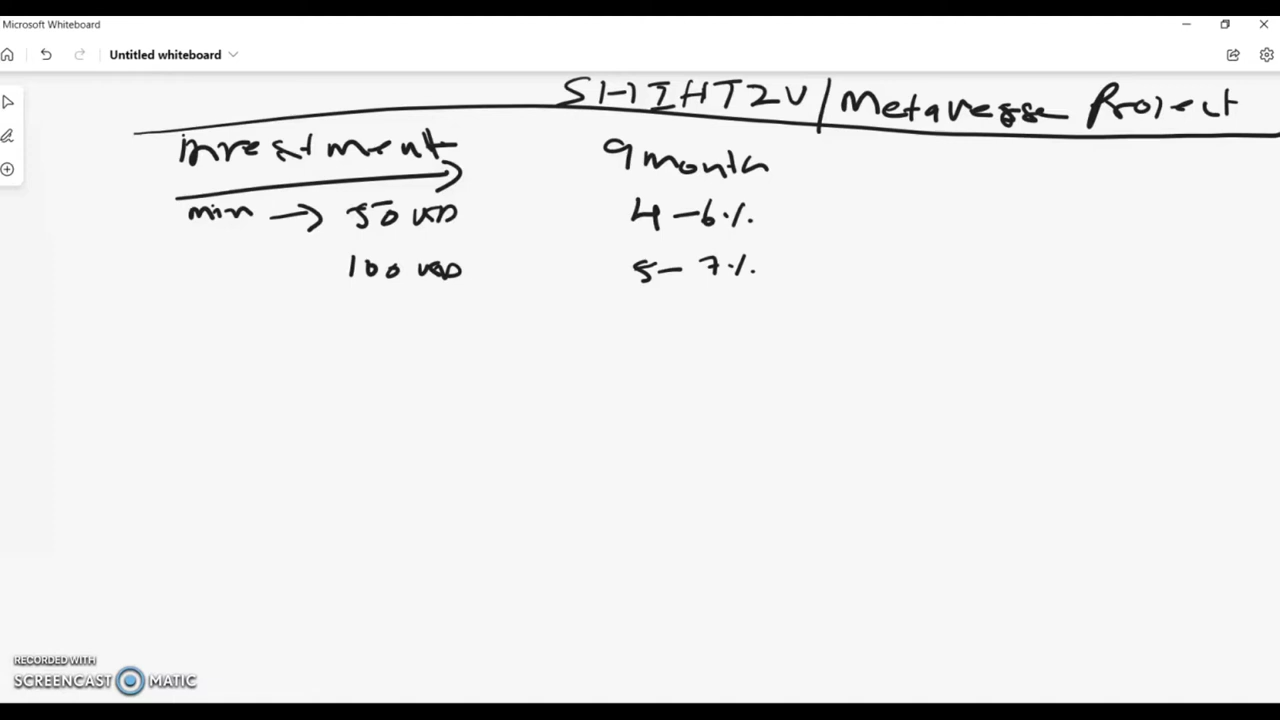 Microsoft Whiteboard
Untitled whiteboard
SHIHTZU / Metaverse Project
investment 9 month
min → 50 USD 4 - 6%
100 USD 5 - 7%
RECORDED WITH
SCREENCAST MATIC